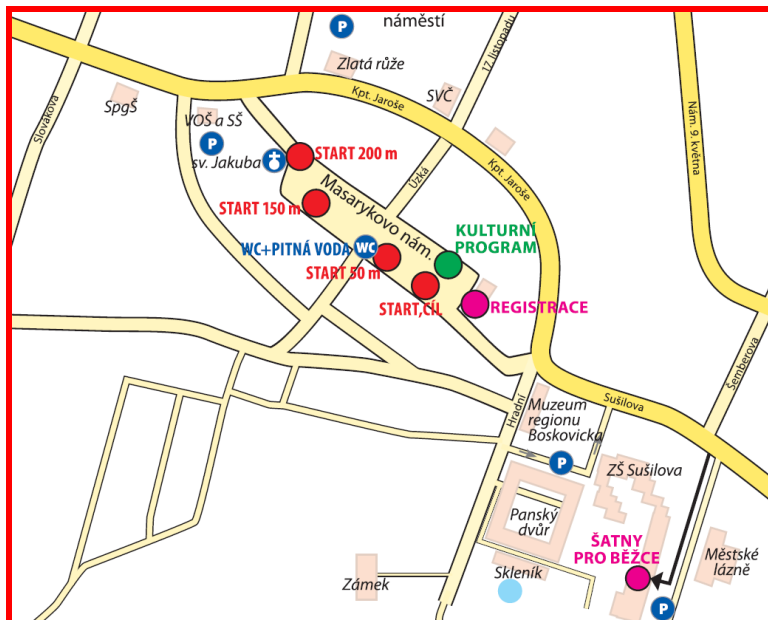 náměstí
P
Zlatá růže
17. listopadu
Kpt. Jaroše
SVČ
SpgŠ
Slovákova
VOŠ a SŠ
P
sv. Jakuba
START 200 m
Nám. 9. května
Kpt. Jaroše
Úzká
Masarykovo nám.
START 150 m
KULTURNÍ
PROGRAM
WC+PITNÁ VODA
WC
START 50 m
START,CÍL
REGISTRACE
Šemberova
Sušilova
Hradní
Muzeum
regionu
Boskovicka
P
ZŠ Sušilova
Panský
dvůr
ŠATNY
PRO BĚŽCE
Městské
lázně
Skleník
Zámek
P